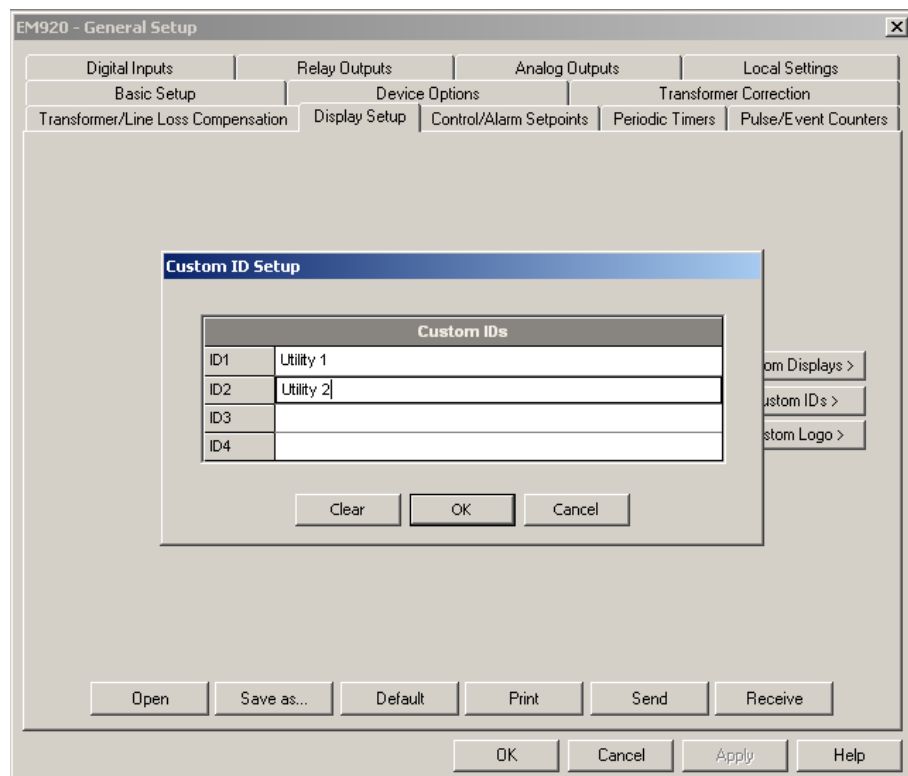 EM920 - General Setup
Digital Inputs Relay Outputs Analog Outputs Local Settings
Basic Setup Device Options Transformer Correction
Transformer/Line Loss Compensation Display Setup Control/Alarm Setpoints Periodic Timers Pulse/Event Counters
Custom ID Setup
Custom IDs
ID1 Utility 1
ID2 Utility 2
ID3
ID4
om Displays >
ustom IDs >
stom Logo >
Clear OK Cancel
Open Save as... Default Print Send Receive
OK Cancel Apply Help